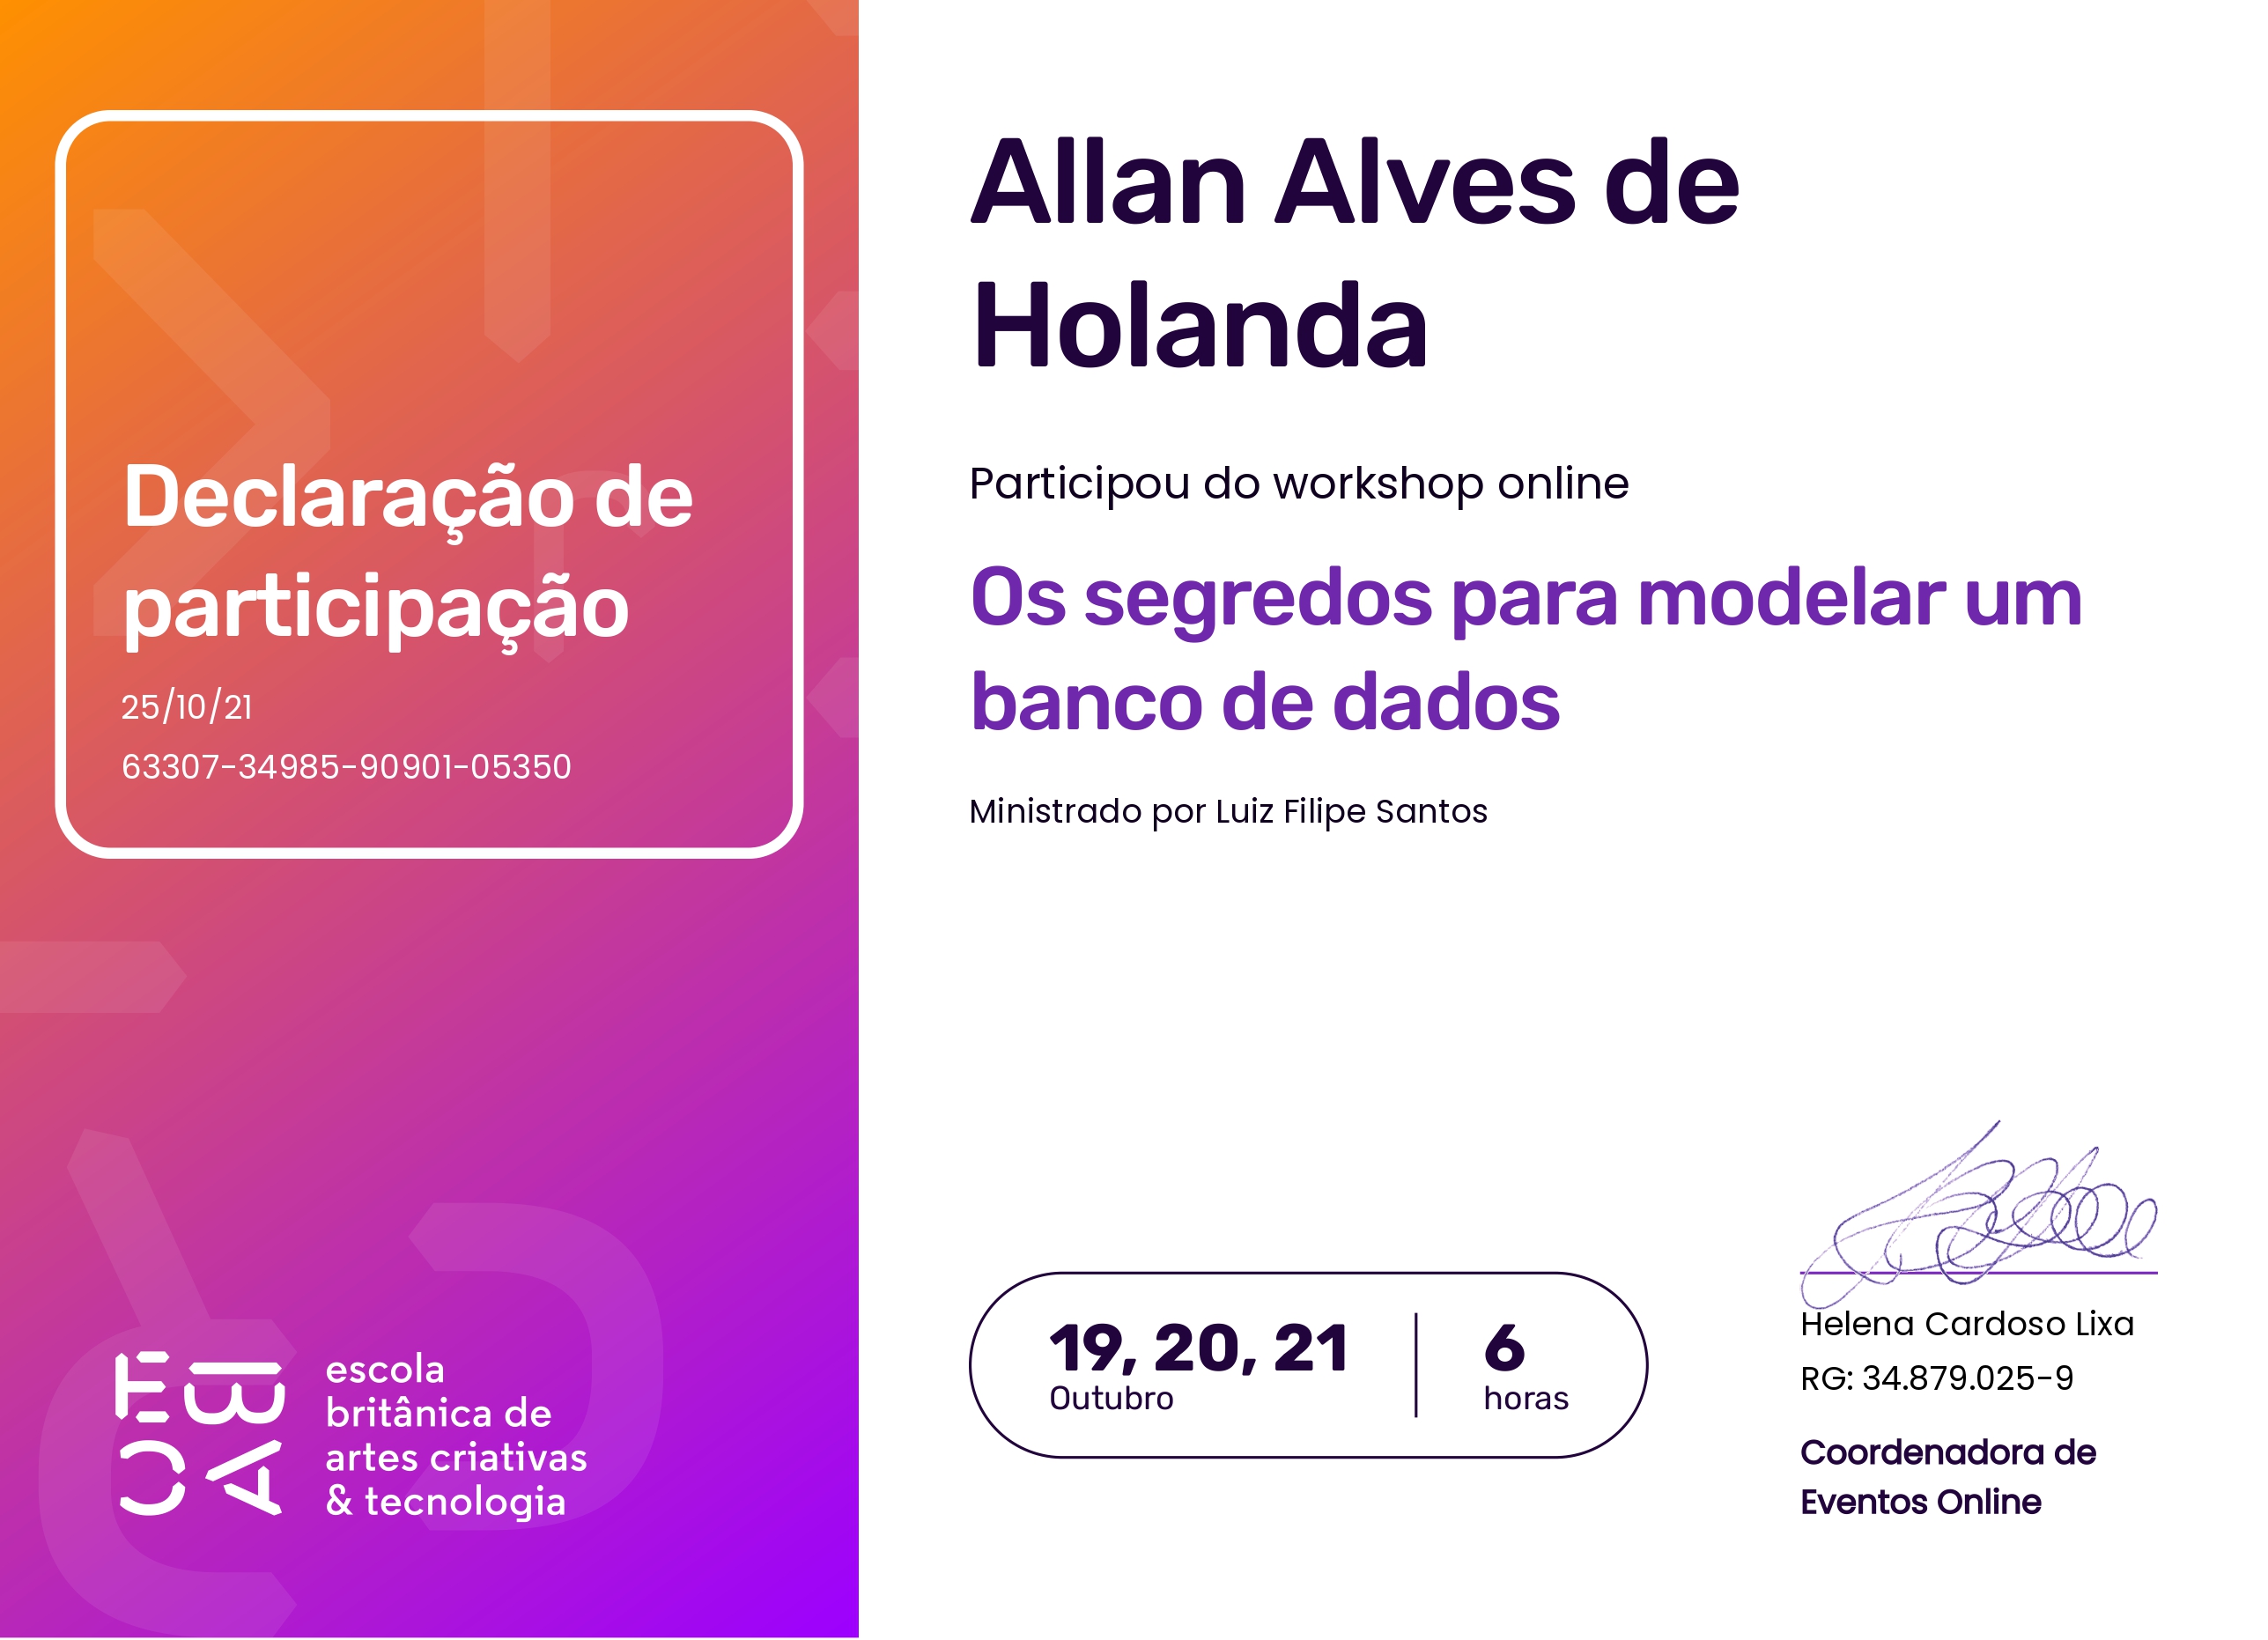 Declaração de
participação
25/10/21
63307-34985-90901-05350
EBAC
escola
britânica de
artes criativas
& tecnologia
Allan Alves de
Holanda
Participou do workshop online
Os segredos para modelar um
banco de dados
Ministrado por Luiz Filipe Santos
19, 20, 21
Outubro
6
horas
Helena Cardoso Lixa
RG: 34.879.025-9
Coordenadora de
Eventos Online